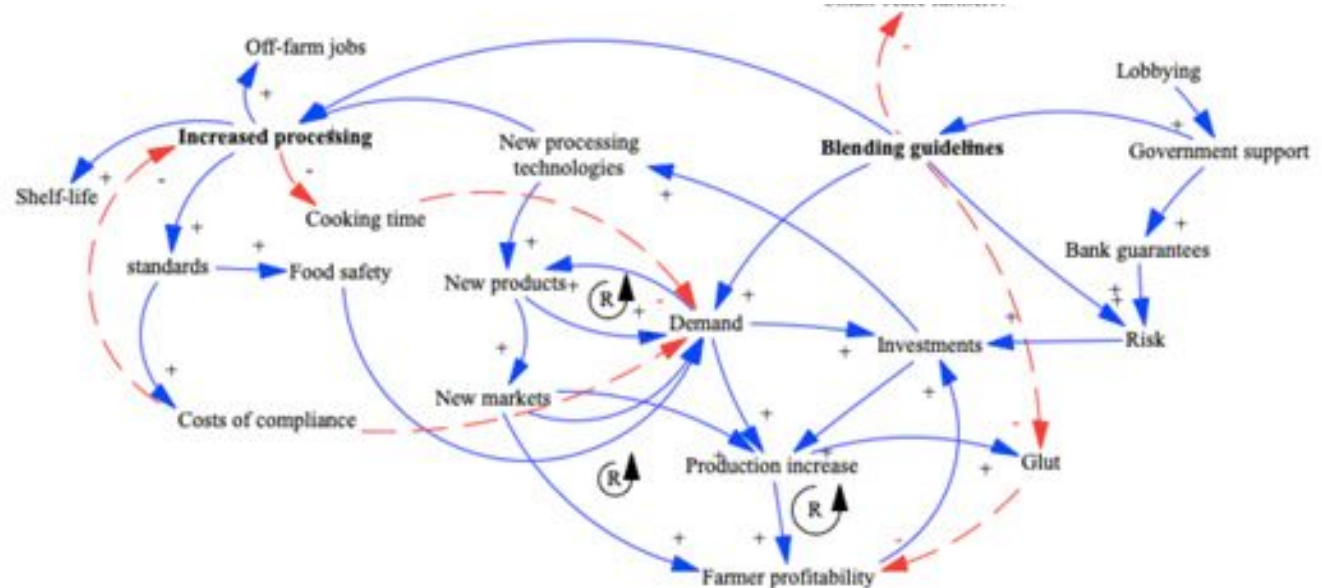 Off-farm jobs
Lobbying
Increased processing
New processing
technologies
Blending guidelines
Government support
Shelf-life
Cooking time
Bank guarantees
standards
Food safety
New products
R
Demand
Investments
Risk
New markets
Costs of compliance
Production increase
Glut
R
R
Farmer profitability